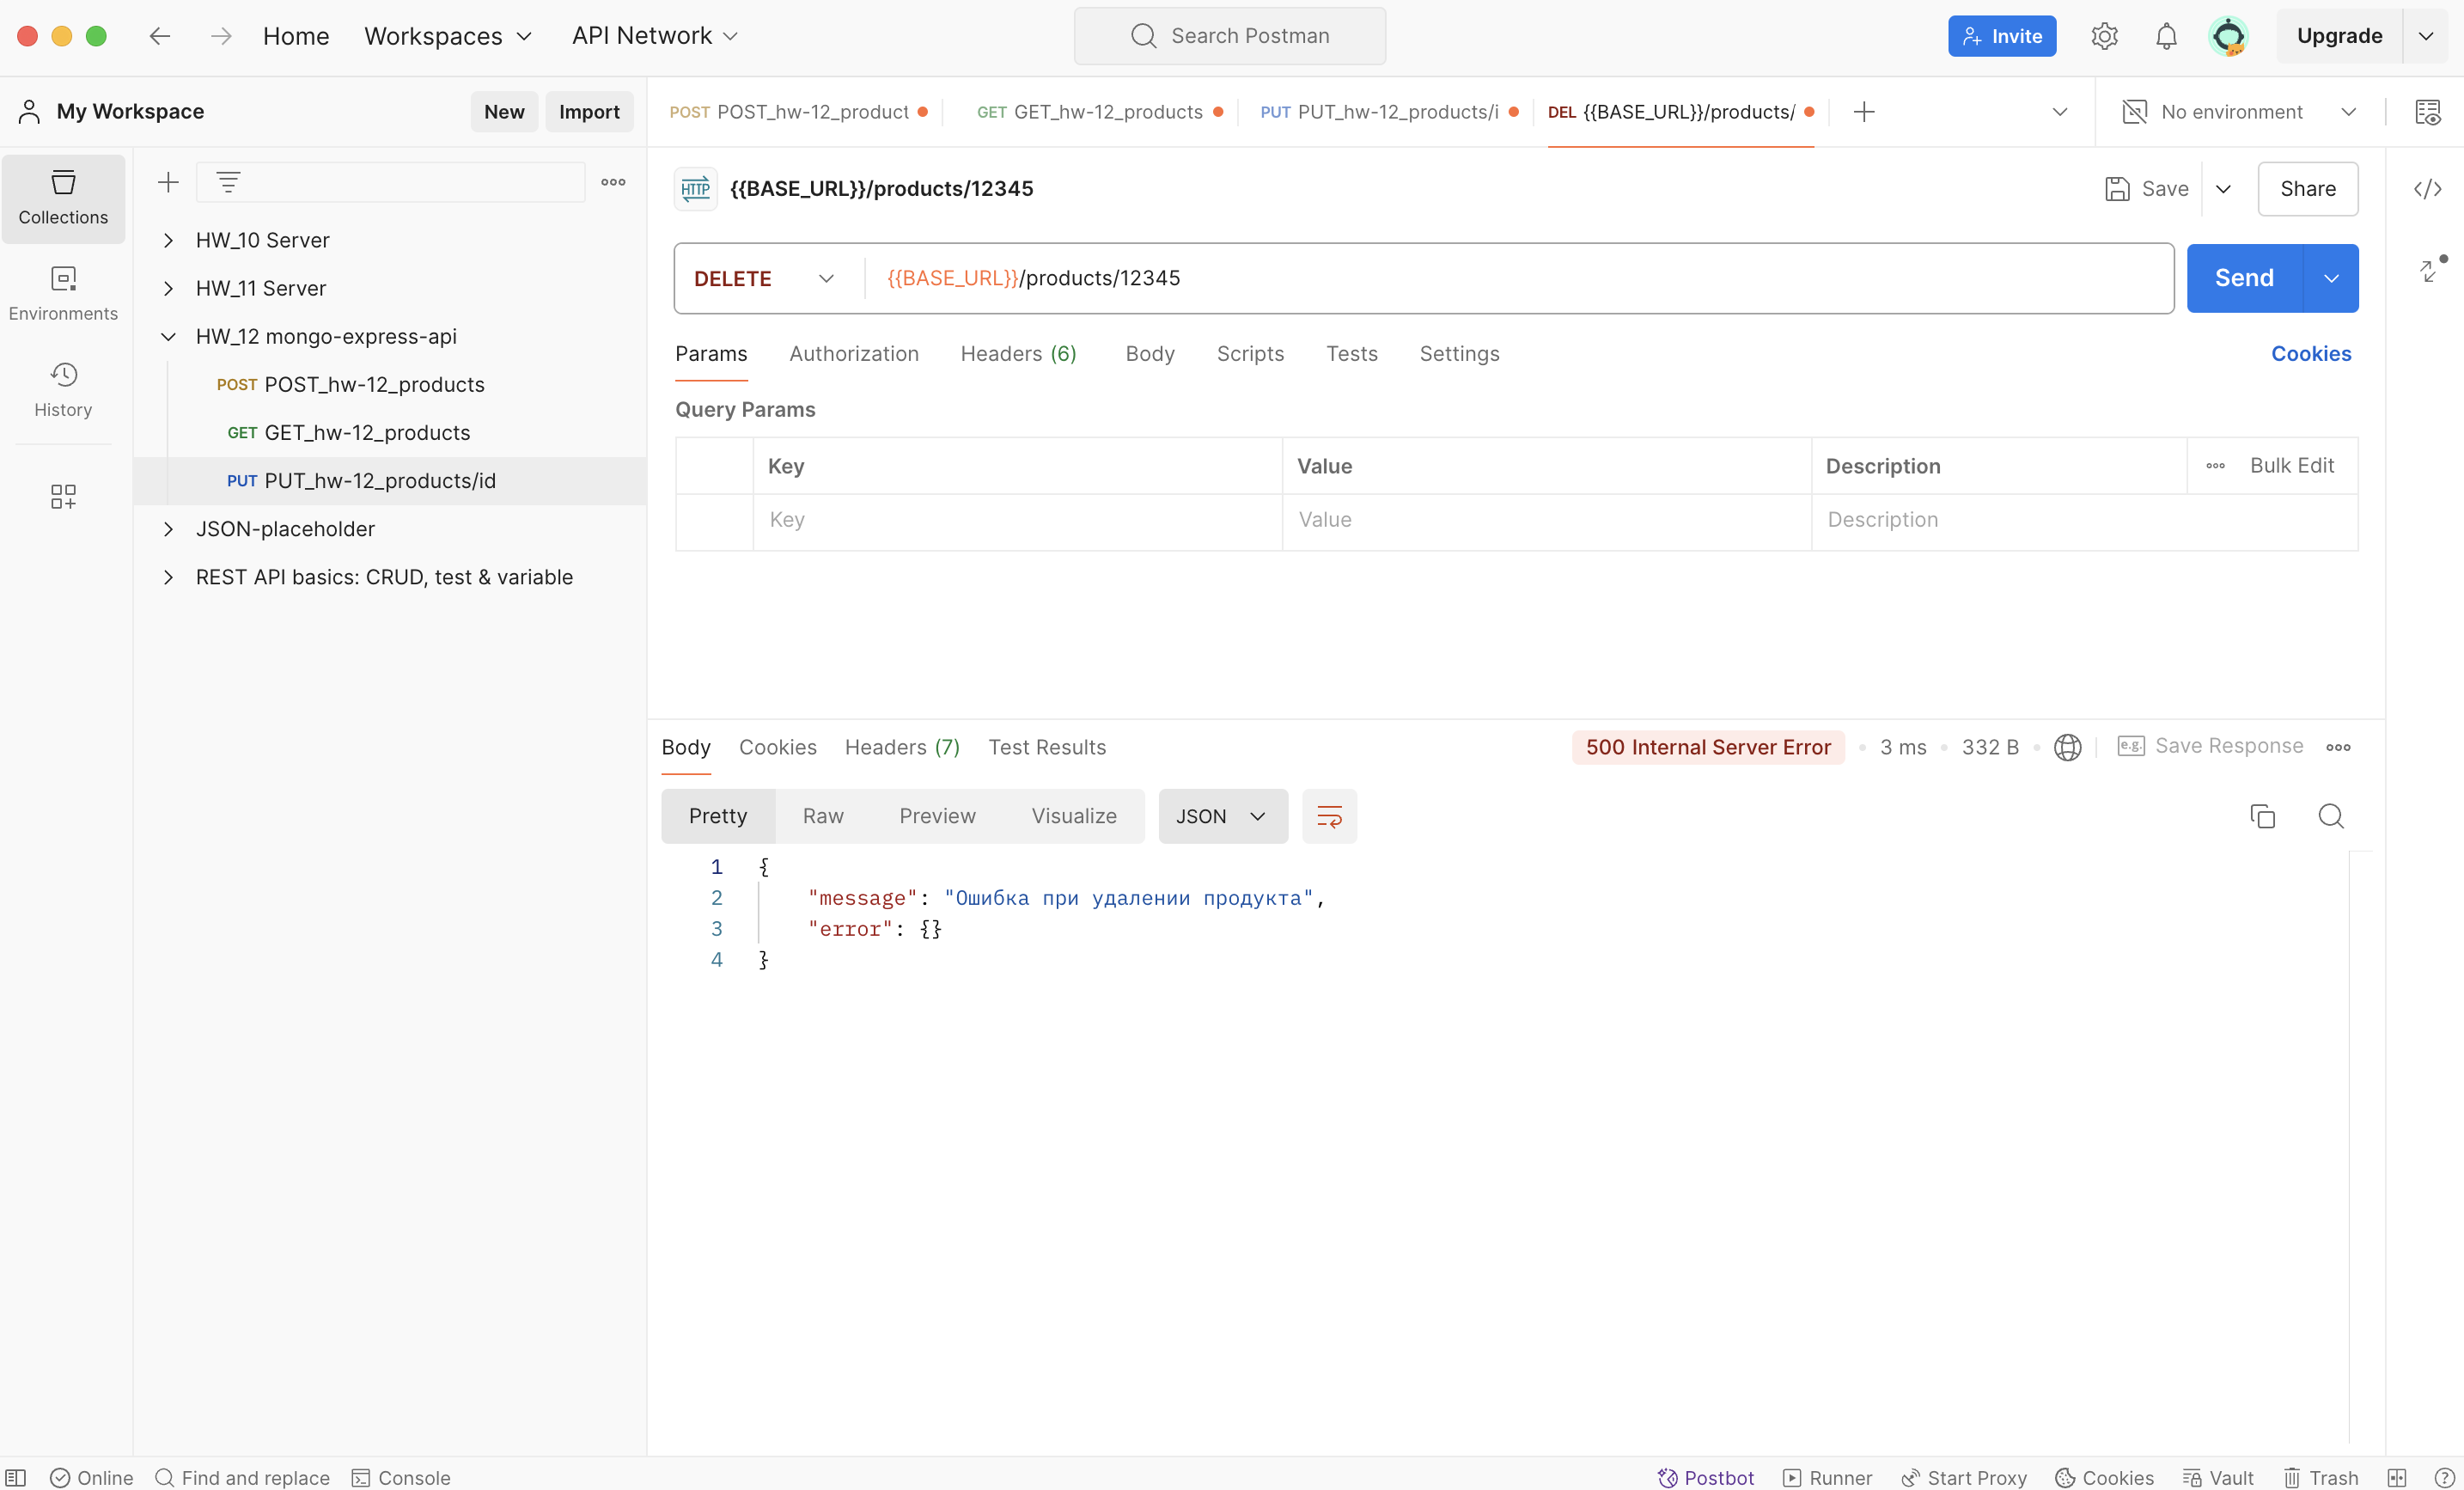 Home Workspaces API Network Search Postman Invite Upgrade
My Workspace New Import
POST POST_hw-12_product GET GET_hw-12_products PUT PUT_hw-12_products/i DEL {{BASE_URL}}/products/ No environment
Collections
Environments
History
HW_10 Server
HW_11 Server
HW_12 mongo-express-api
POST POST_hw-12_products
GET GET_hw-12_products
PUT PUT_hw-12_products/id
JSON-placeholder
REST API basics: CRUD, test & variable
HTTP {{BASE_URL}}/products/12345 Save Share
DELETE {{BASE_URL}}/products/12345 Send
Params Authorization Headers (6) Body Scripts Tests Settings Cookies
Query Params
Key Value Description Bulk Edit
Key Value Description
Body Cookies Headers (7) Test Results 500 Internal Server Error 3 ms 332 B e.g. Save Response
Pretty Raw Preview Visualize JSON
1 {
2 "message": "Ошибка при удалении продукта",
3 "error": {}
4 }
Online Find and replace Console Postbot Runner Start Proxy Cookies Vault Trash